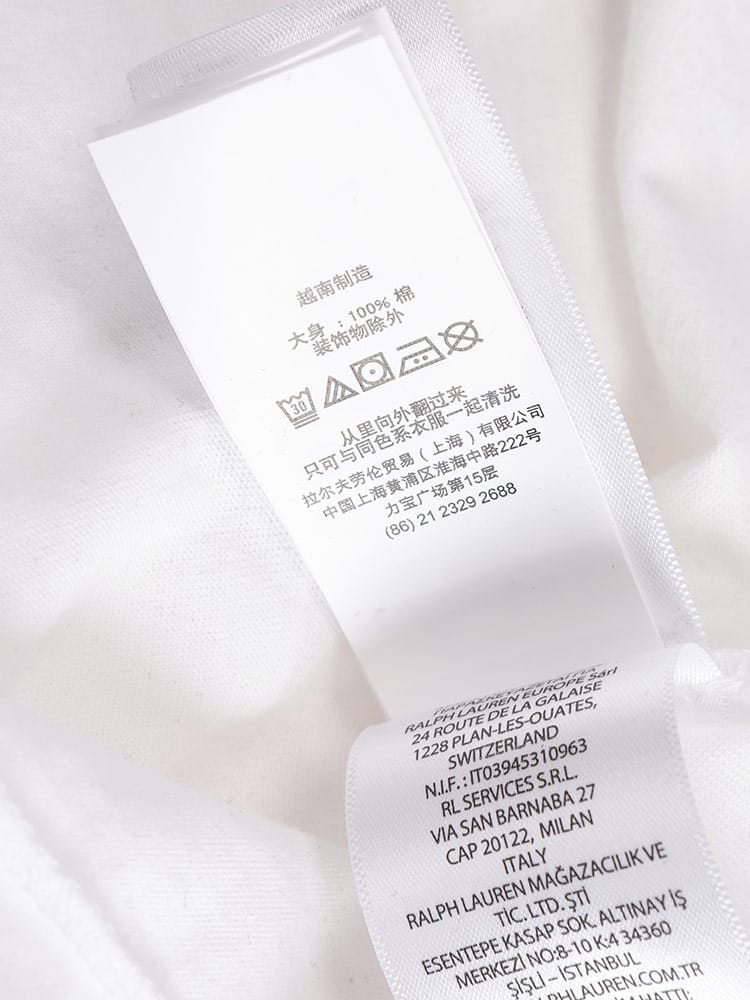 越南制造
大身 : 100% 棉
装饰物除外
30
从里向外翻过来
只可与同色系衣服一起清洗
拉尔夫劳伦贸易（上海）有限公司
中国上海黄浦区淮海中路222号
力宝广场第15层
(86) 21 2329 2688
RALPH LAUREN EUROPE Sárl
24 ROUTE DE LA GALAISE
1228 PLAN-LES-OUATES,
SWITZERLAND
N.I.F.: IT03945310963
RL SERVICES S.R.L.
VIA SAN BARNABA 27
CAP 20122, MILAN
ITALY
RALPH LAUREN MAĞAZACILIK VE
TİC. LTD. ŞTİ
ESENTEPE KASAP SOK. ALTINAY İŞ
MERKEZİ NO:8-10 K:4 34360
ŞİŞLİ – İSTANBUL